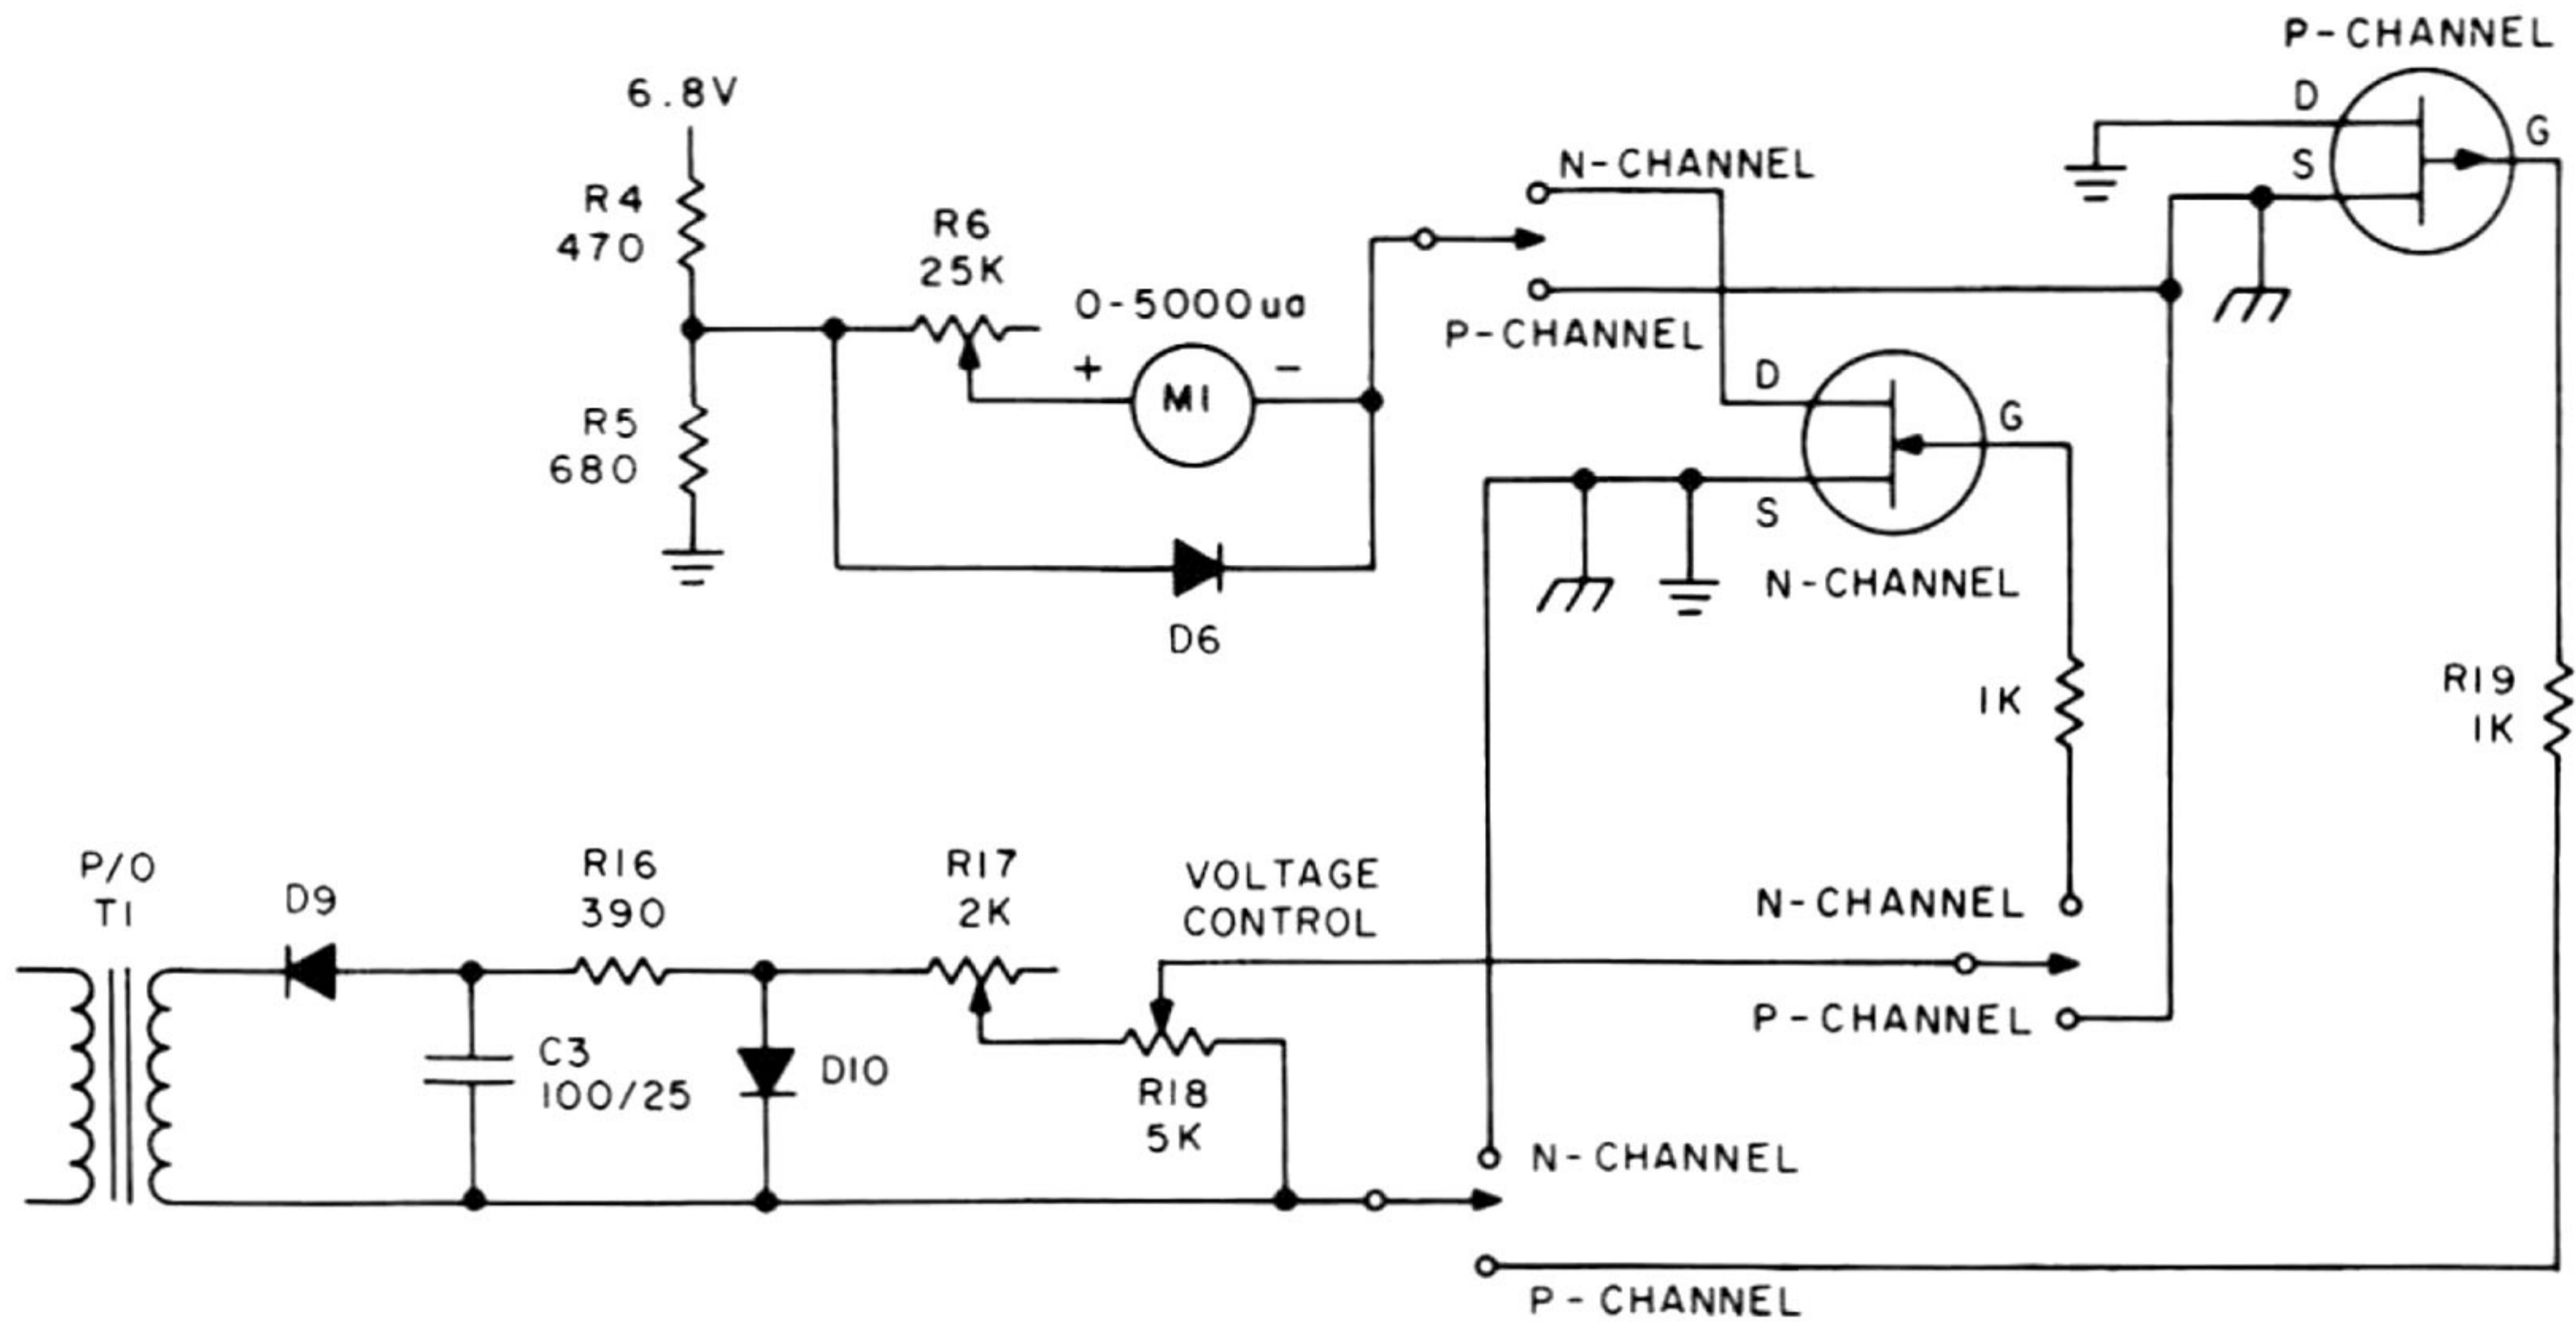 P-CHANNEL
6.8V
D
G
S
N-CHANNEL
R4
470
R6
25K
0-5000ua
P-CHANNEL
+
-
M1
D
G
S
N-CHANNEL
R5
680
D6
1K
R19
1K
P/O
T1
D9
R16
390
R17
2K
VOLTAGE
CONTROL
N-CHANNEL
P-CHANNEL
C3
100/25
D10
R18
5K
N-CHANNEL
P-CHANNEL